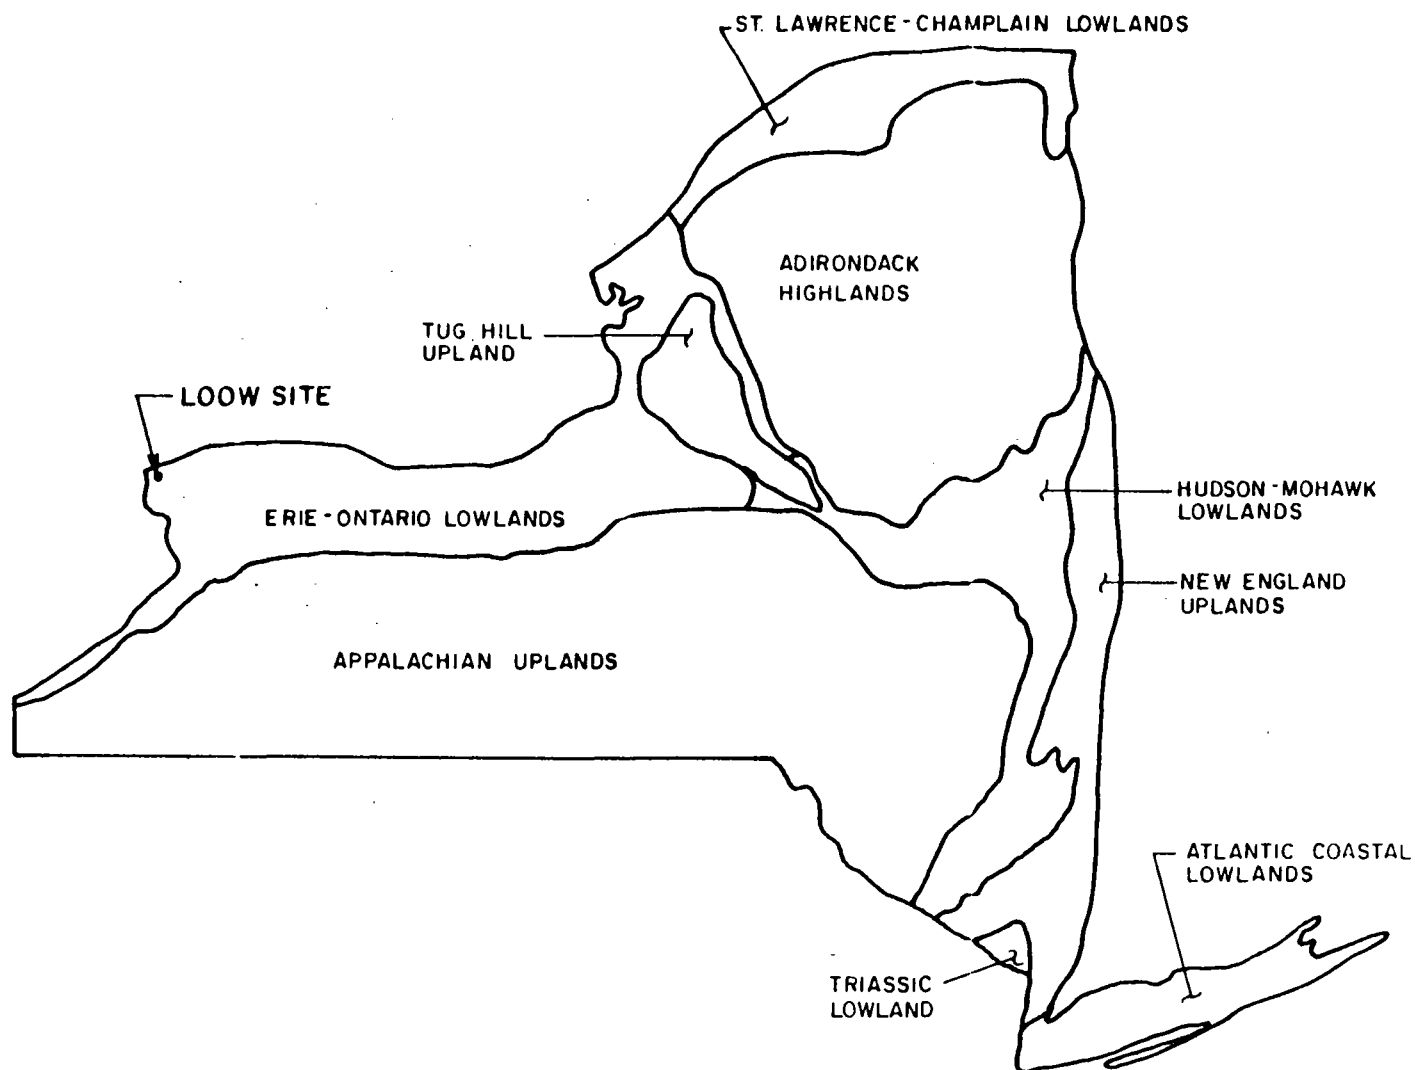 ST. LAWRENCE-CHAMPLAIN LOWLANDS
ADIRONDACK
HIGHLANDS
TUG HILL
UPLAND
LOOW SITE
HUDSON-MOHAWK
LOWLANDS
ERIE-ONTARIO LOWLANDS
NEW ENGLAND
UPLANDS
APPALACHIAN UPLANDS
ATLANTIC COASTAL
LOWLANDS
TRIASSIC
LOWLAND